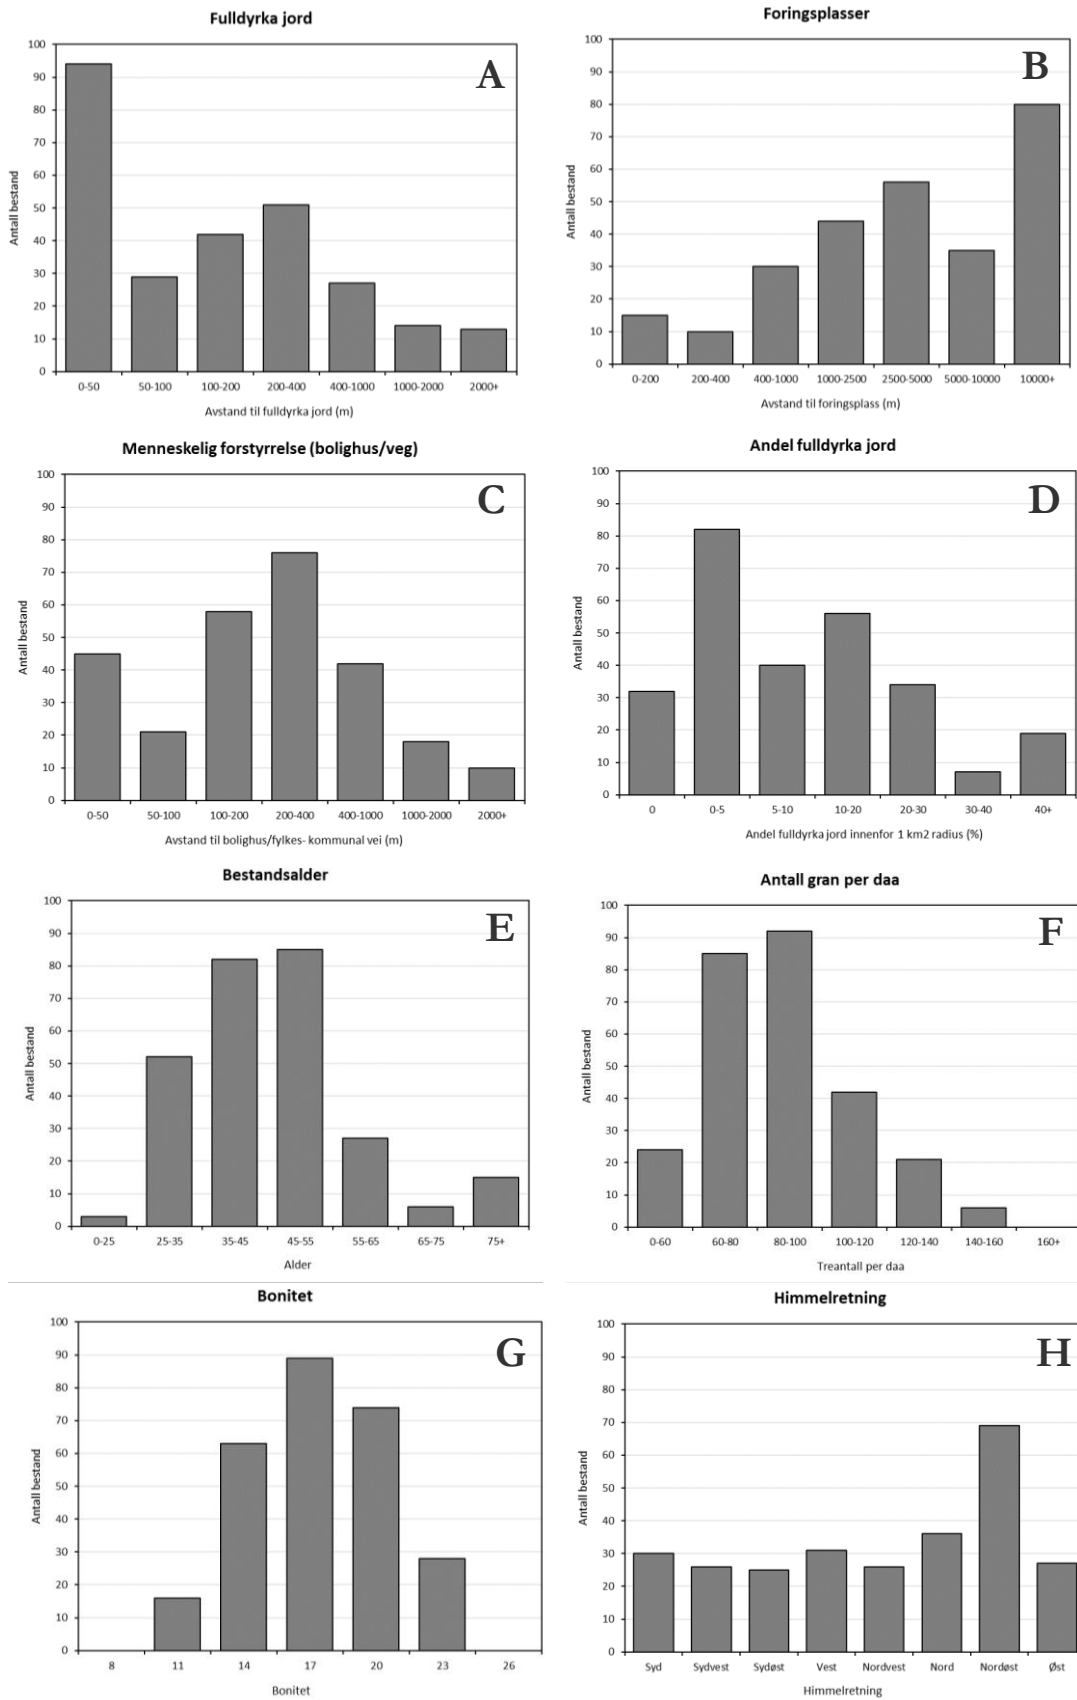 Fulldyrka jord
A
Antall bestand
100
90
80
70
60
50
40
30
20
10
0
0-50 50-100 100-200 200-400 400-1000 1000-2000 2000+
Avstand til fulldyrka jord (m)
Foringsplasser
B
Antall bestand
100
90
80
70
60
50
40
30
20
10
0
0-200 200-400 400-1000 1000-2500 2500-5000 5000-10000 10000+
Avstand til foringsplass (m)
Menneskelig forstyrrelse (bolighus/veg)
C
Antall bestand
100
90
80
70
60
50
40
30
20
10
0
0-50 50-100 100-200 200-400 400-1000 1000-2000 2000+
Avstand til bolighus/fylkes- kommunal vei (m)
Andel fulldyrka jord
D
Antall bestand
100
90
80
70
60
50
40
30
20
10
0
0 0-5 5-10 10-20 20-30 30-40 40+
Andel fulldyrka jord innenfor 1 km2 radius (%)
Bestandsalder
E
Antall bestand
100
90
80
70
60
50
40
30
20
10
0
0-25 25-35 35-45 45-55 55-65 65-75 75+
Alder
Antall gran per daa
F
Antall bestand
100
90
80
70
60
50
40
30
20
10
0
0-60 60-80 80-100 100-120 120-140 140-160 160+
Treantall per daa
Bonitet
G
Antall bestand
100
90
80
70
60
50
40
30
20
10
0
8 11 14 17 20 23 26
Bonitet
Himmelretning
H
Antall bestand
100
90
80
70
60
50
40
30
20
10
0
Syd Sydvest Sydøst Vest Nordvest Nord Nordøst Øst
Himmelretning